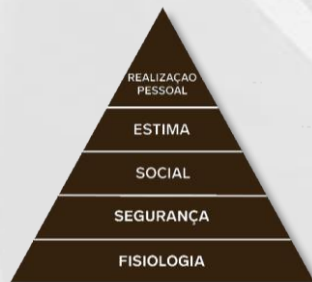 REALIZAÇAO
PESSOAL
ESTIMA
SOCIAL
SEGURANÇA
FISIOLOGIA